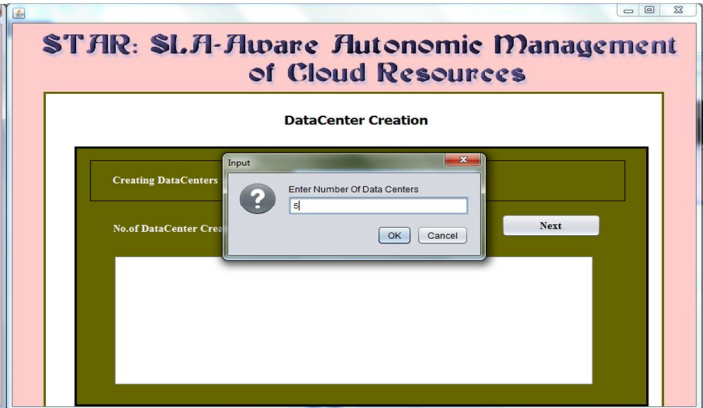 STAR: SLA-Aware Autonomic Management
of Cloud Resources
DataCenter Creation
Input
Creating DataCenters
Enter Number Of Data Centers
5
No.of DataCenter Crea
OK
Cancel
Next